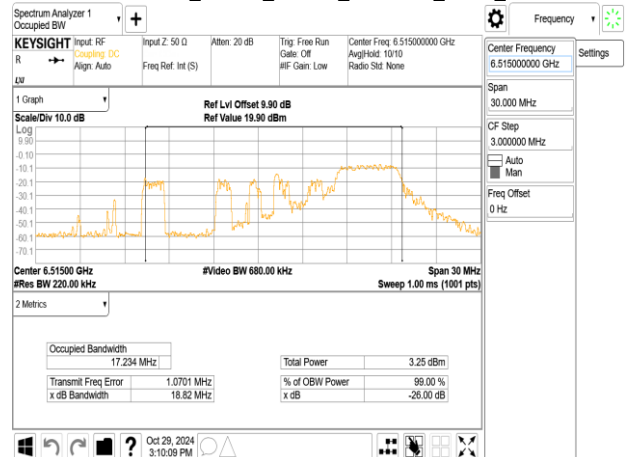 Spectrum Analyzer 1
Occupied BW
Frequency
KEYSIGHT
Input: RF
Coupling: DC
Align: Auto
Input Z: 50 Ω
Freq Ref: Int (S)
Atten: 20 dB
Trig: Free Run
Gate: Off
#IF Gain: Low
Center Freq: 6.515000000 GHz
Avg|Hold: 10/10
Radio Std: None
R
LXI
Center Frequency
6.515000000 GHz
Settings
Span
30.000 MHz
CF Step
3.000000 MHz
Auto
Man
Freq Offset
0 Hz
1 Graph
Scale/Div 10.0 dB
Ref Lvl Offset 9.90 dB
Ref Value 19.90 dBm
Log
9.90
-0.10
-10.1
-20.1
-30.1
-40.1
-50.1
-60.1
-70.1
Center 6.51500 GHz
#Video BW 680.00 kHz
Span 30 MHz
#Res BW 220.00 kHz
Sweep 1.00 ms (1001 pts)
2 Metrics
Occupied Bandwidth
17.234 MHz
Total Power 3.25 dBm
Transmit Freq Error 1.0701 MHz
% of OBW Power 99.00 %
x dB Bandwidth 18.82 MHz
x dB -26.00 dB
?
Oct 29, 2024
3:10:09 PM